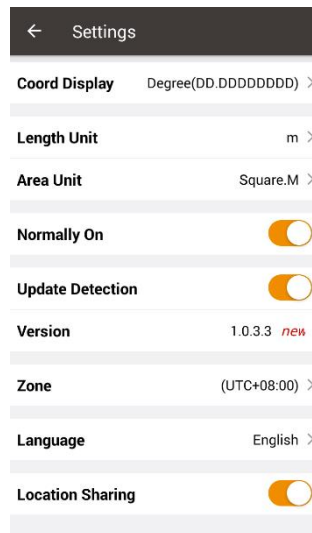 Settings
Coord Display Degree(DD.DDDDDDDD)
Length Unit m
Area Unit Square.M
Normally On
Update Detection
Version 1.0.3.3 new
Zone (UTC+08:00)
Language English
Location Sharing